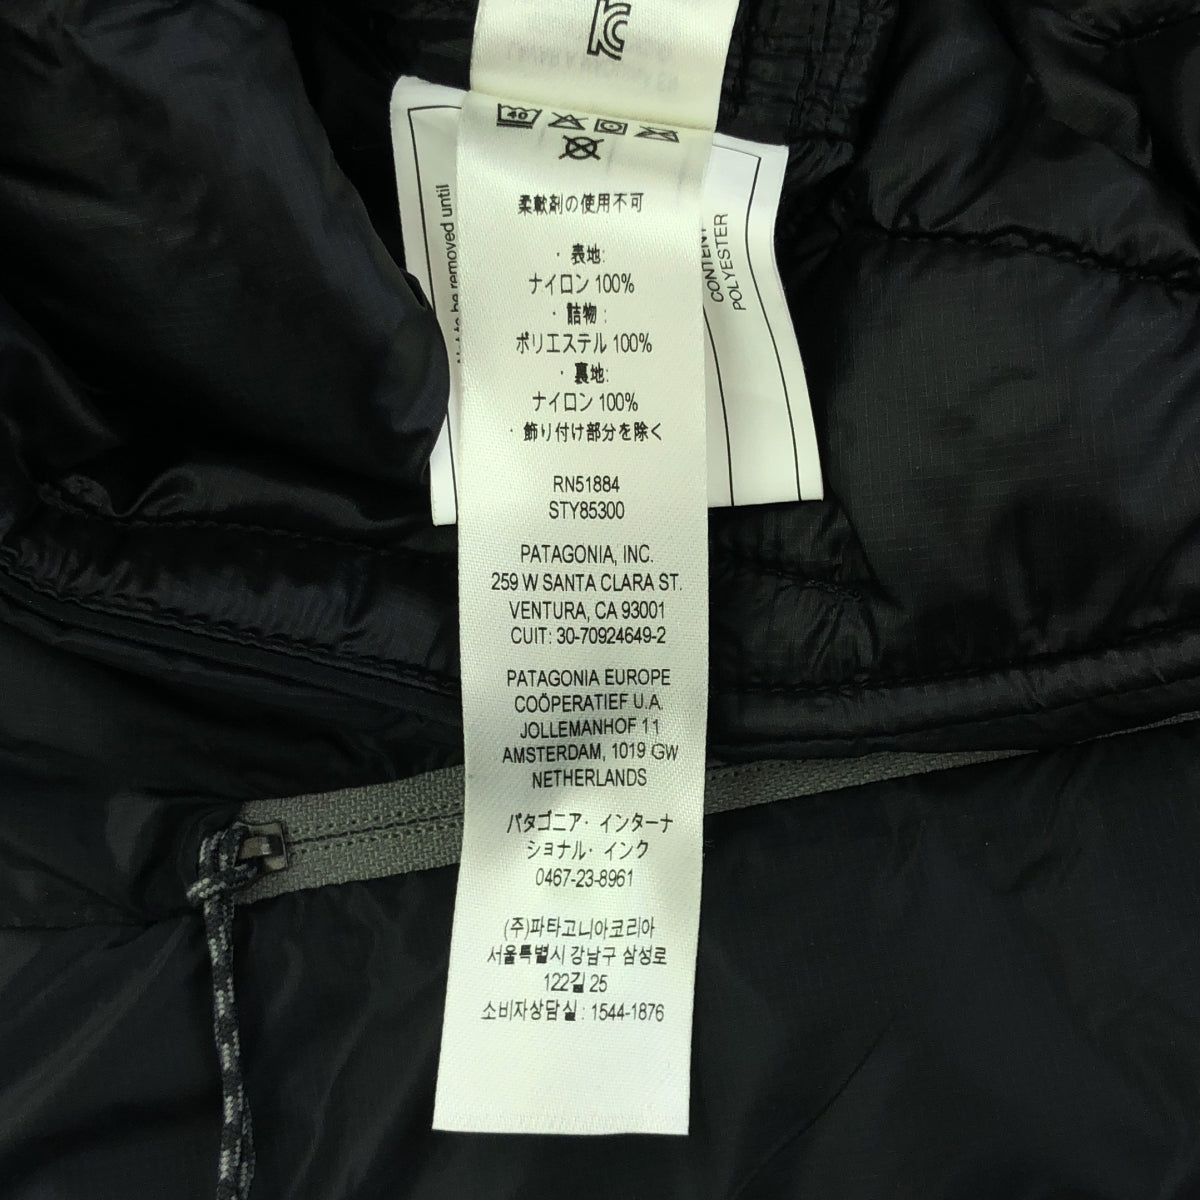 40
柔軟剤の使用不可
・表地:
ナイロン 100%
・詰物:
ポリエステル 100%
・裏地:
ナイロン 100%
・飾り付け部分を除く
RN51884
STY85300
PATAGONIA, INC.
259 W SANTA CLARA ST.
VENTURA, CA 93001
CUIT: 30-70924649-2
PATAGONIA EUROPE
COÖPERATIEF U.A.
JOLLEMANHOF 11
AMSTERDAM, 1019 GW
NETHERLANDS
パタゴニア・インターナ
ショナル・インク
0467-23-8961
(주)파타고니아코리아
서울특별시 강남구 삼성로
122길 25
소비자상담실 : 1544-1876
be removed until
CONTENT
POLYESTER